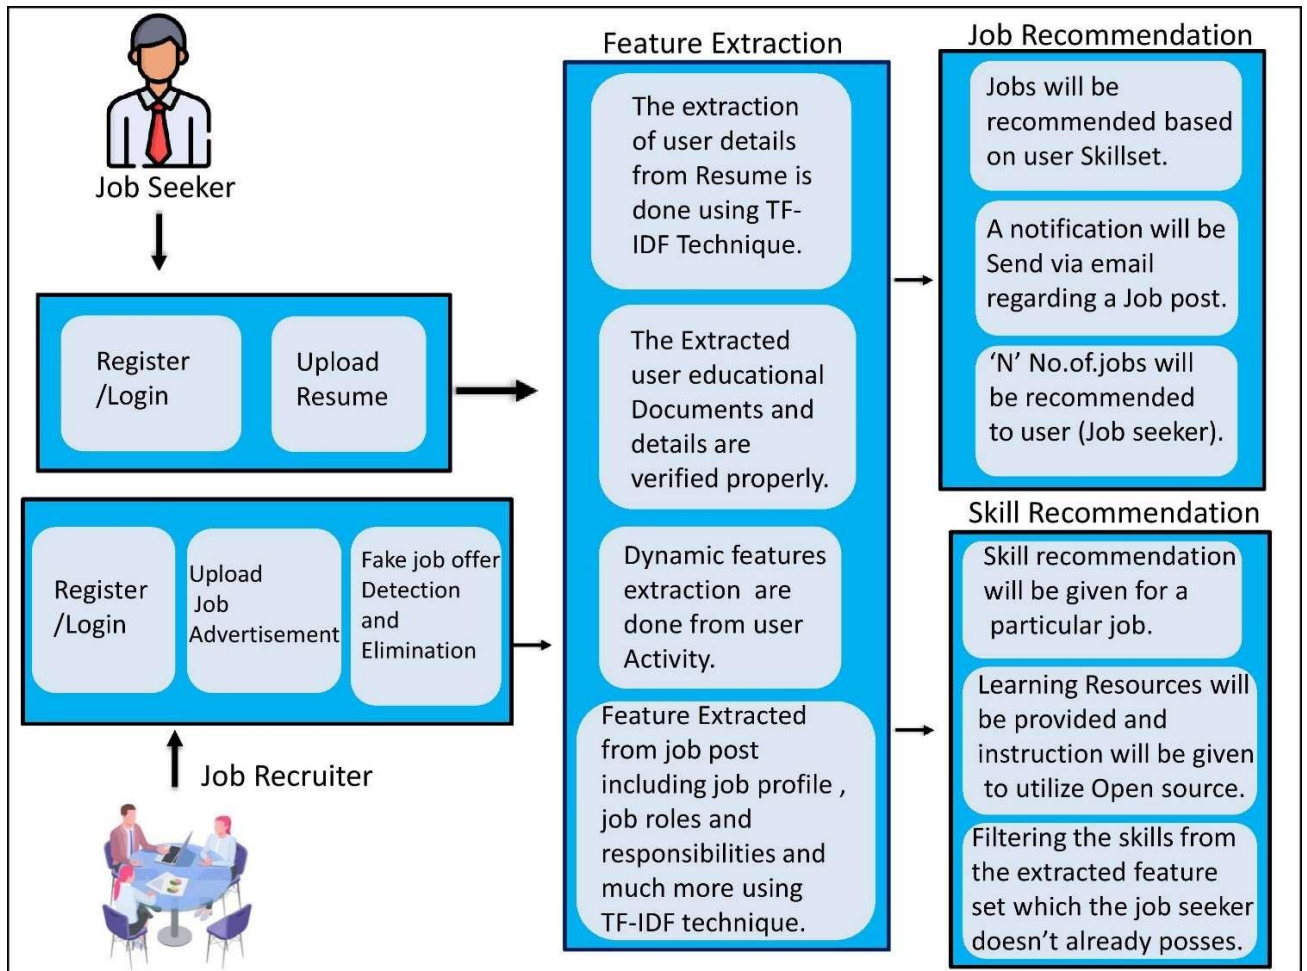 Job Seeker
Register
/Login
Upload
Resume
Register
/Login
Upload
Job
Advertisement
Fake job offer
Detection
and
Elimination
Job Recruiter
Feature Extraction
The extraction
of user details
from Resume is
done using TF-
IDF Technique.
The Extracted
user educational
Documents and
details are
verified properly.
Dynamic features
extraction are
done from user
Activity.
Feature Extracted
from job post
including job profile ,
job roles and
responsibilities and
much more using
TF-IDF technique.
Job Recommendation
Jobs will be
recommended based
on user Skillset.
A notification will be
Send via email
regarding a Job post.
‘N’ No.of.jobs will
be recommended
to user (Job seeker).
Skill Recommendation
Skill recommendation
will be given for a
particular job.
Learning Resources will
be provided and
instruction will be given
to utilize Open source.
Filtering the skills from
the extracted feature
set which the job seeker
doesn’t already posses.